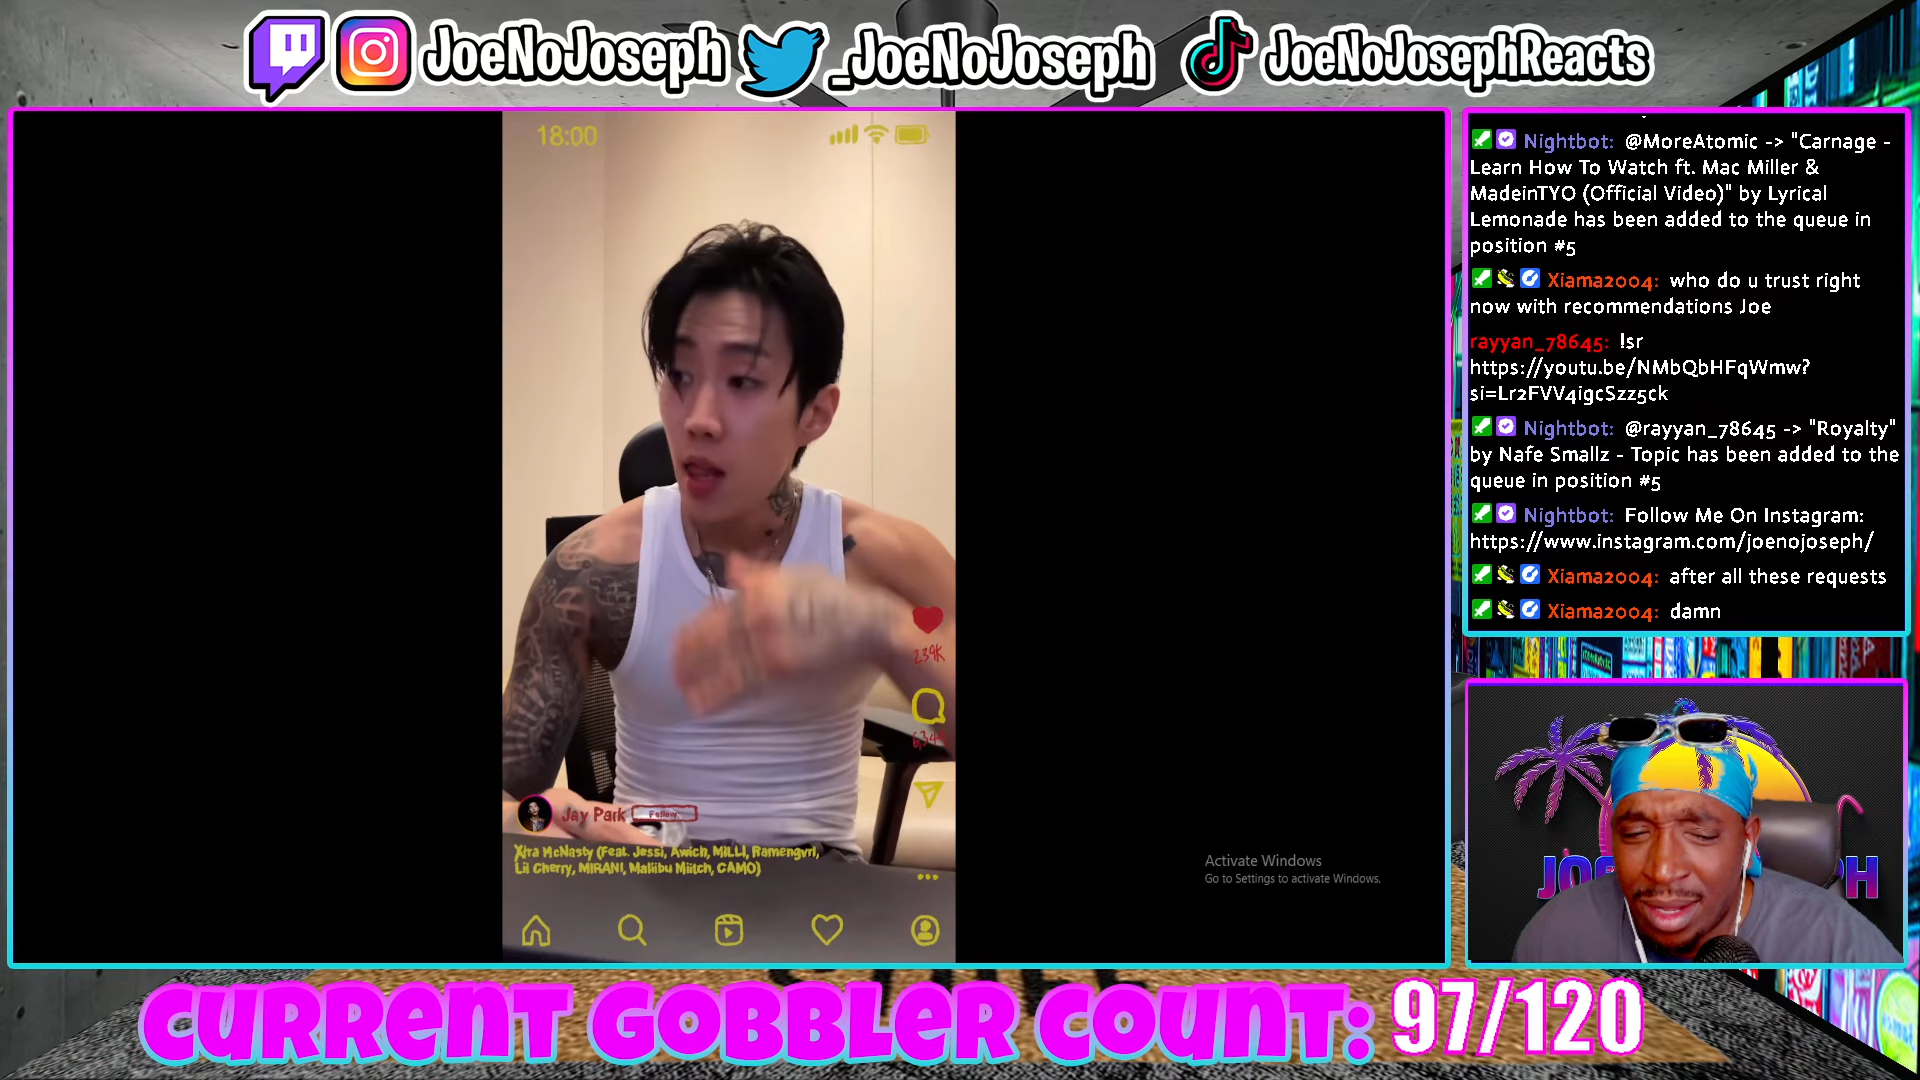 JoeNoJoseph
_JoeNoJoseph
JoeNoJosephReacts
18:00
Nightbot: @MoreAtomic -> "Carnage -
Learn How To Watch ft. Mac Miller &
MadeinTYO (Official Video)" by Lyrical
Lemonade has been added to the queue in
position #5
Xiama2004: who do u trust right
now with recommendations Joe
rayyan_78645: !sr
https://youtu.be/NMbQbHFqWmw?
si=Lr2FVV4igcSzz5ck
Nightbot: @rayyan_78645 -> "Royalty"
by Nafe Smallz - Topic has been added to the
queue in position #5
Nightbot: Follow Me On Instagram:
https://www.instagram.com/joenojoseph/
Xiama2004: after all these requests
Xiama2004: damn
239K
Jay Park Follow
Xtra McNasty (Feat. Jessi, Awich, MILLI, Ramengvrl,
Lil Cherry, MIRANI, Maliibu Miitch, CAMO)
Activate Windows
Go to Settings to activate Windows.
CURRENT GOBBLER COUNT: 97/120